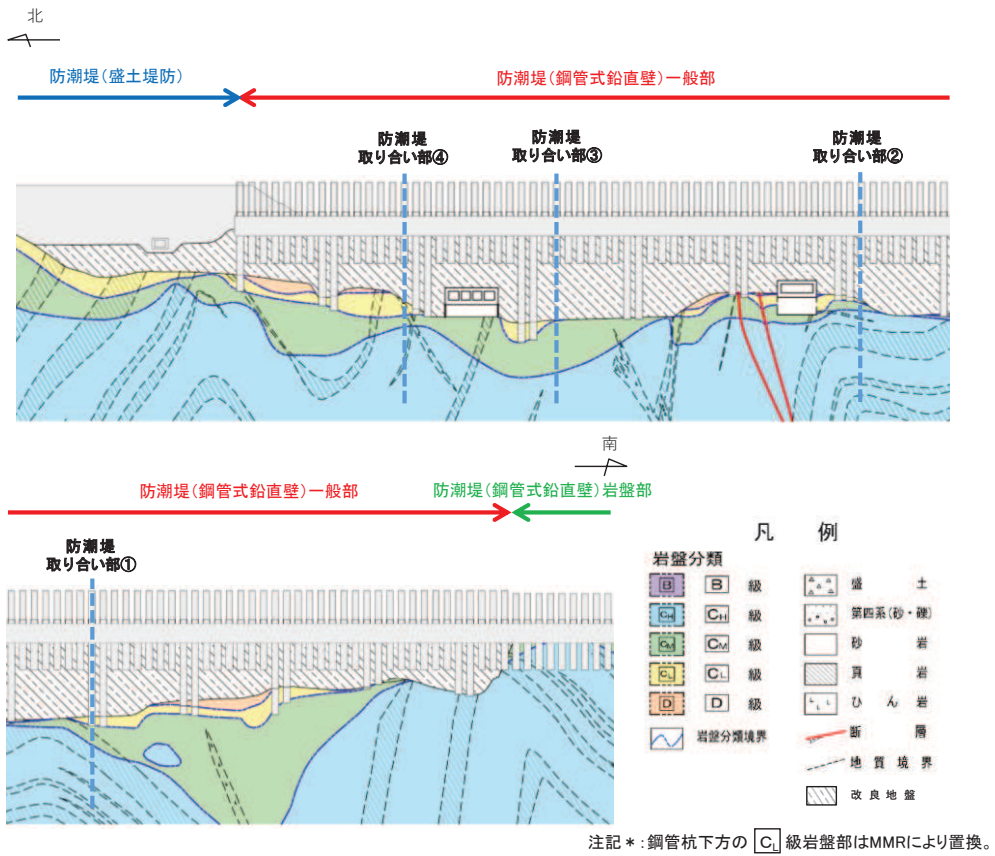 北
防潮堤(盛土堤防)
防潮堤(鋼管式鉛直壁)一般部
防潮堤
取り合い部④
防潮堤
取り合い部③
防潮堤
取り合い部②
南
防潮堤(鋼管式鉛直壁)一般部
防潮堤(鋼管式鉛直壁)岩盤部
防潮堤
取り合い部①
凡 例
岩盤分類
B B 級
CH CH 級
CM CM 級
CL CL 級
D D 級
岩盤分類境界
盛 土
第四系(砂・礫)
砂 岩
頁 岩
ひ ん 岩
断 層
地 質 境 界
改 良 地 盤
注記*:鋼管杭下方の CL 級岩盤部はMMRにより置換。